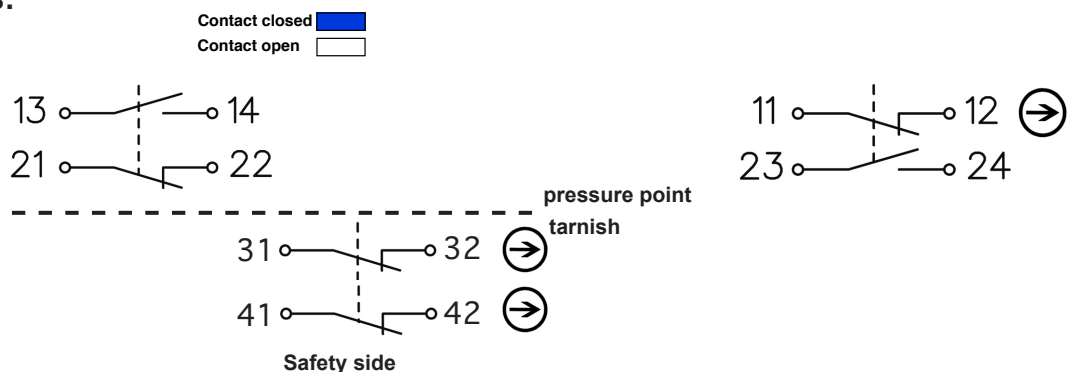 Contact closed
Contact open
13 14
21 22
11 12
23 24
pressure point
tarnish
31 32
41 42
Safety side